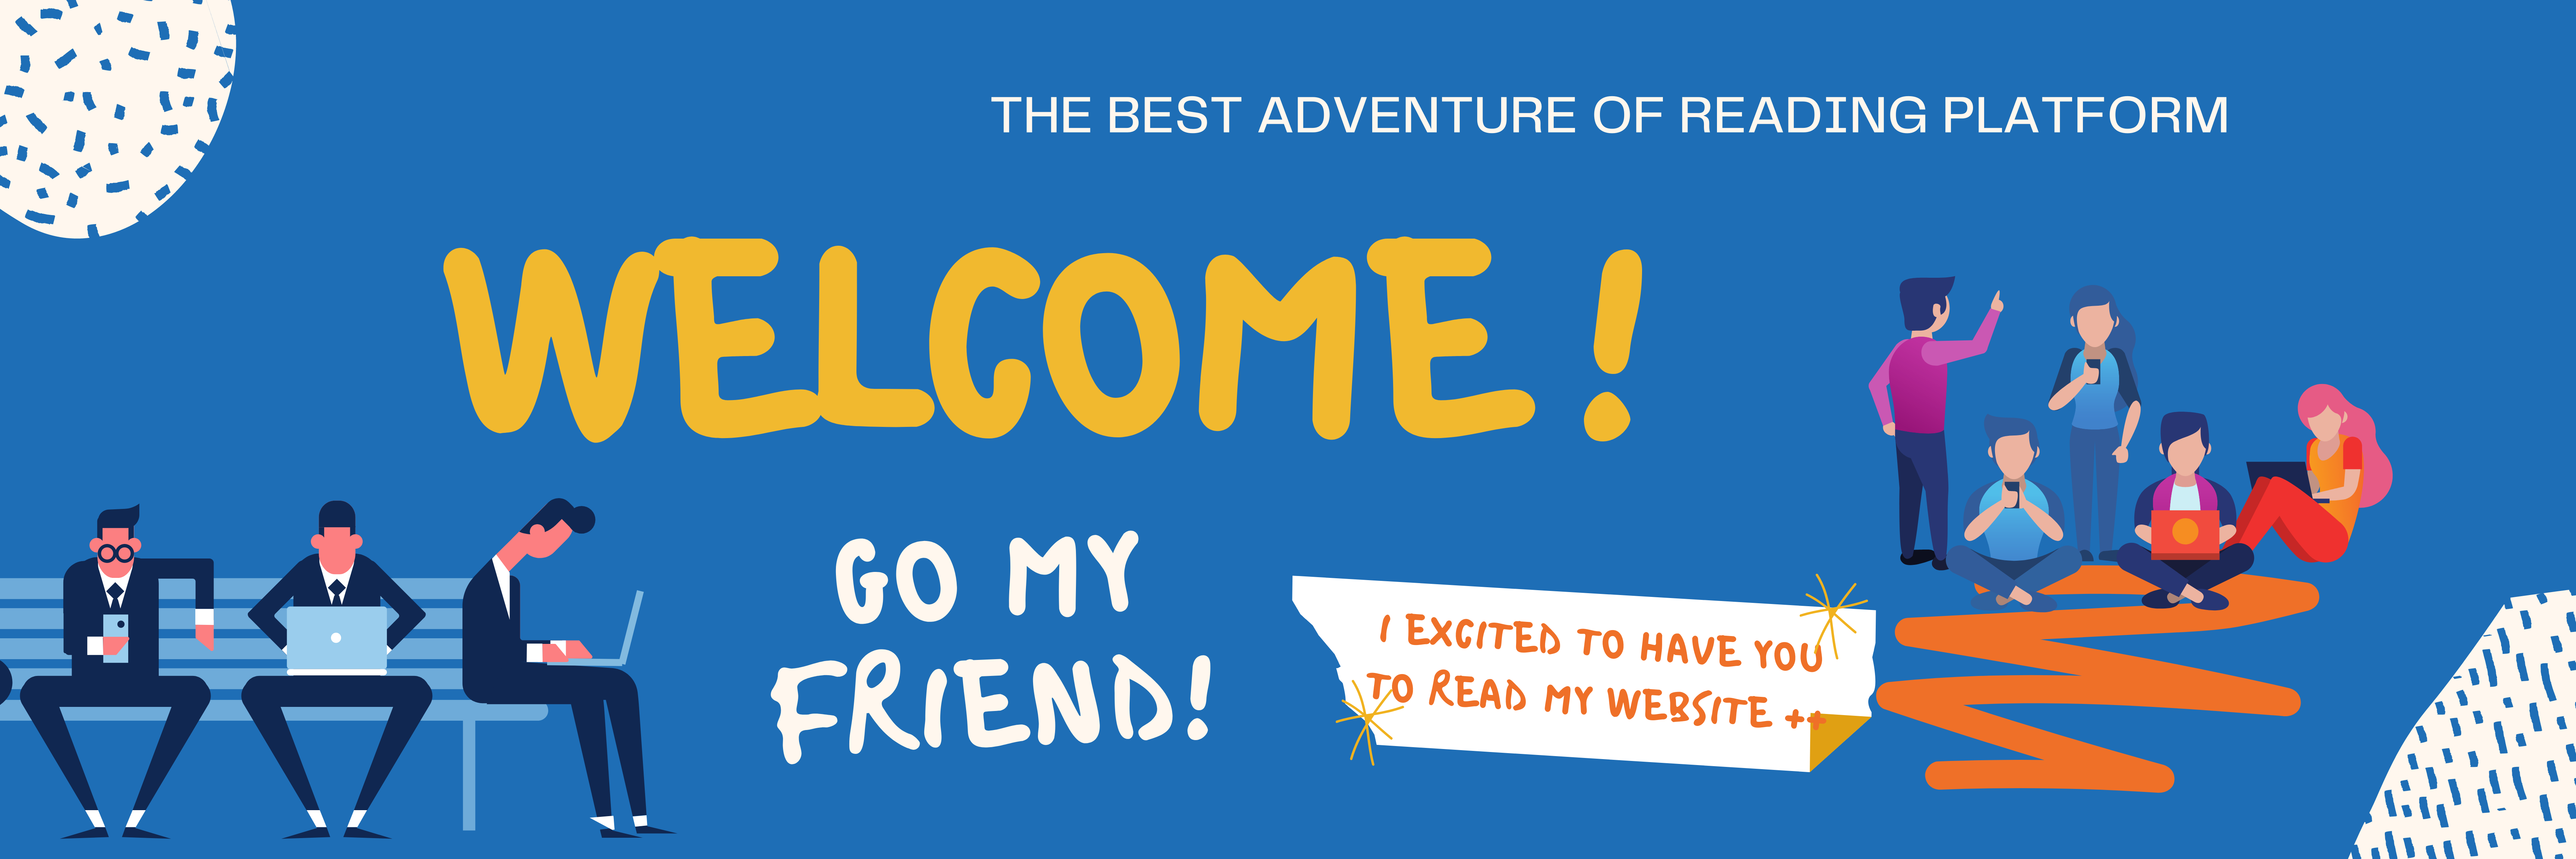 THE BEST ADVENTURE OF READING PLATFORM
WELCOME !
GO MY
FRIEND!
I EXCITED TO HAVE YOU
TO READ MY WEBSITE ++